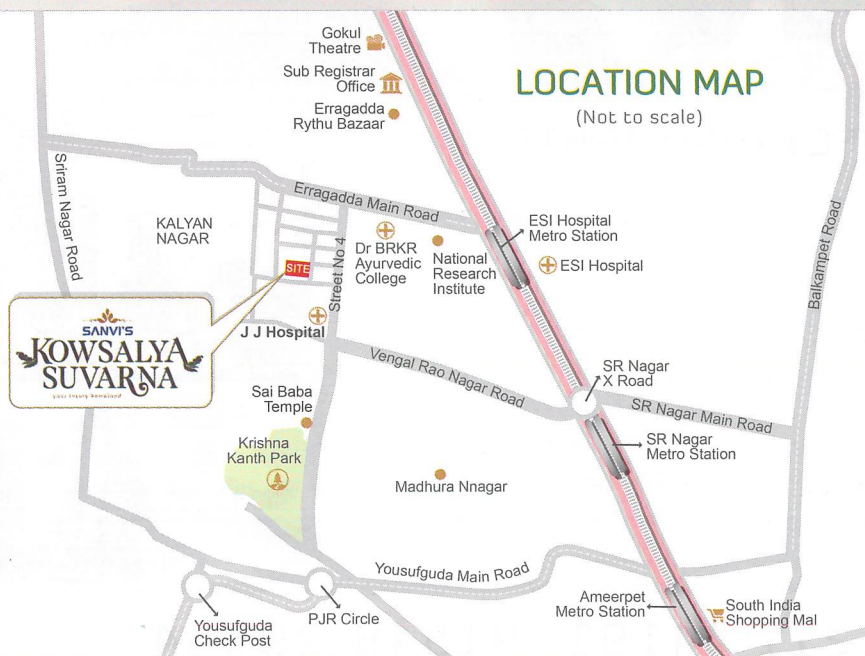 Gokul
Theatre
Sub Registrar
Office
Erragadda
Rythu Bazaar
LOCATION MAP
(Not to scale)
Sriram Nagar Road
Erragadda Main Road
KALYAN
NAGAR
SITE
Street No 4
Dr BRKR
Ayurvedic
College
National
Research
Institute
ESI Hospital
Metro Station
ESI Hospital
Balkampet Road
SANVI'S
KOWSALYA
SUVARNA
your luxury homeland
J J Hospital
Vengal Rao Nagar Road
SR Nagar
X Road
SR Nagar Main Road
SR Nagar
Metro Station
Sai Baba
Temple
Krishna
Kanth Park
Madhura Nnagar
Yousufguda Main Road
Yousufguda
Check Post
PJR Circle
Ameerpet
Metro Station
South India
Shopping Mal